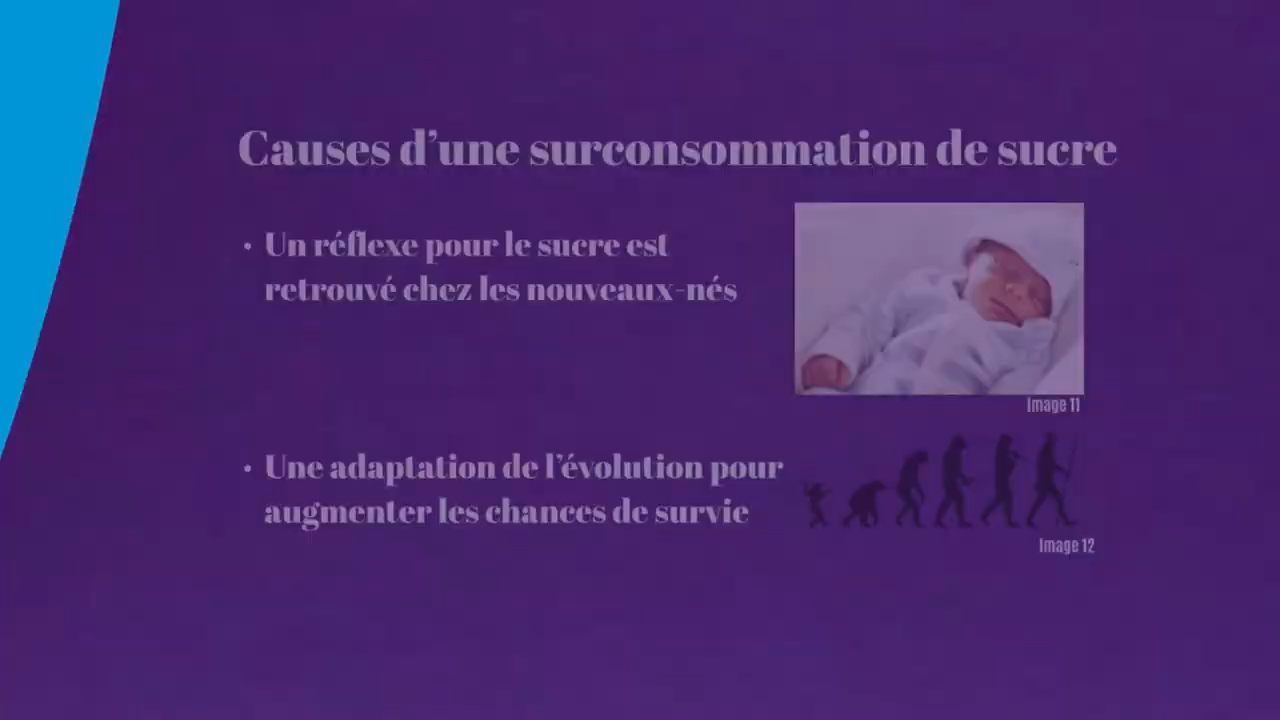 Causes d’une surconsommation de sucre
• Un réflexe pour le sucre est
retrouvé chez les nouveaux-nés
Image 11
• Une adaptation de l’évolution pour
augmenter les chances de survie
Image 12